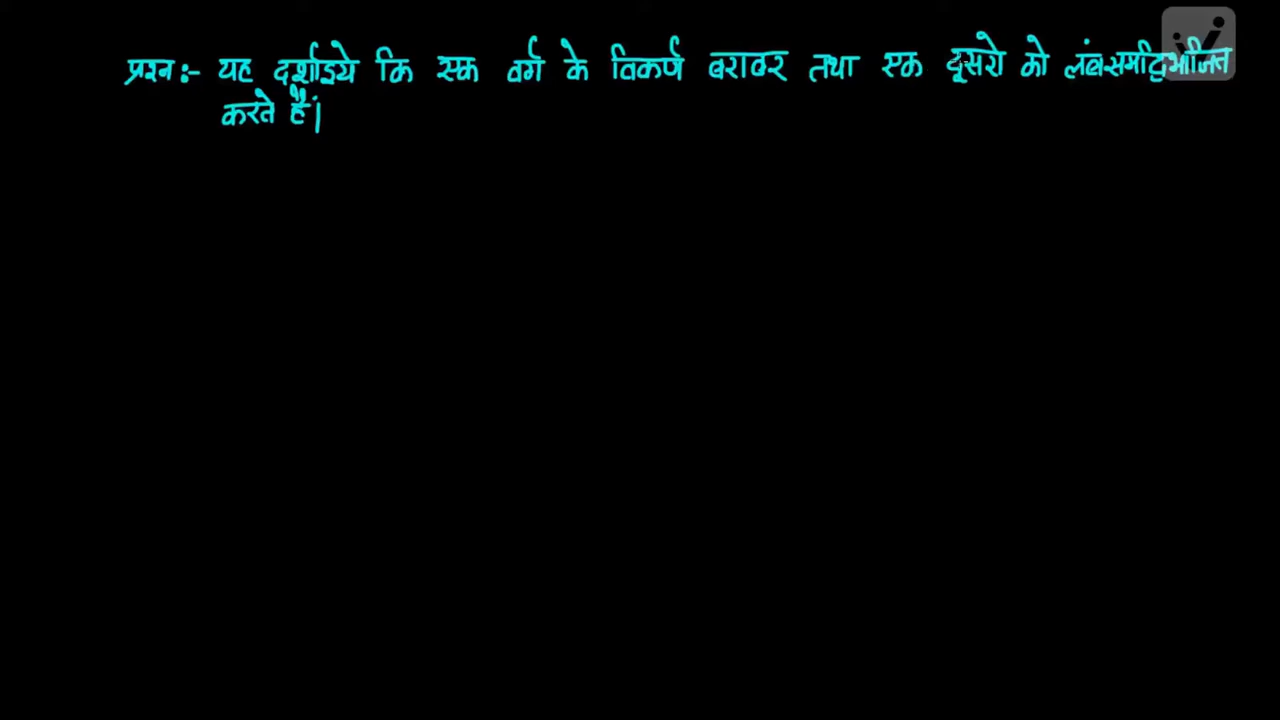 प्रश्न :- यह दर्शाइये कि एक वर्ग के विकर्ण बराबर तथा एक दूसरो को लंबसमद्विभाजित
करते हैं।